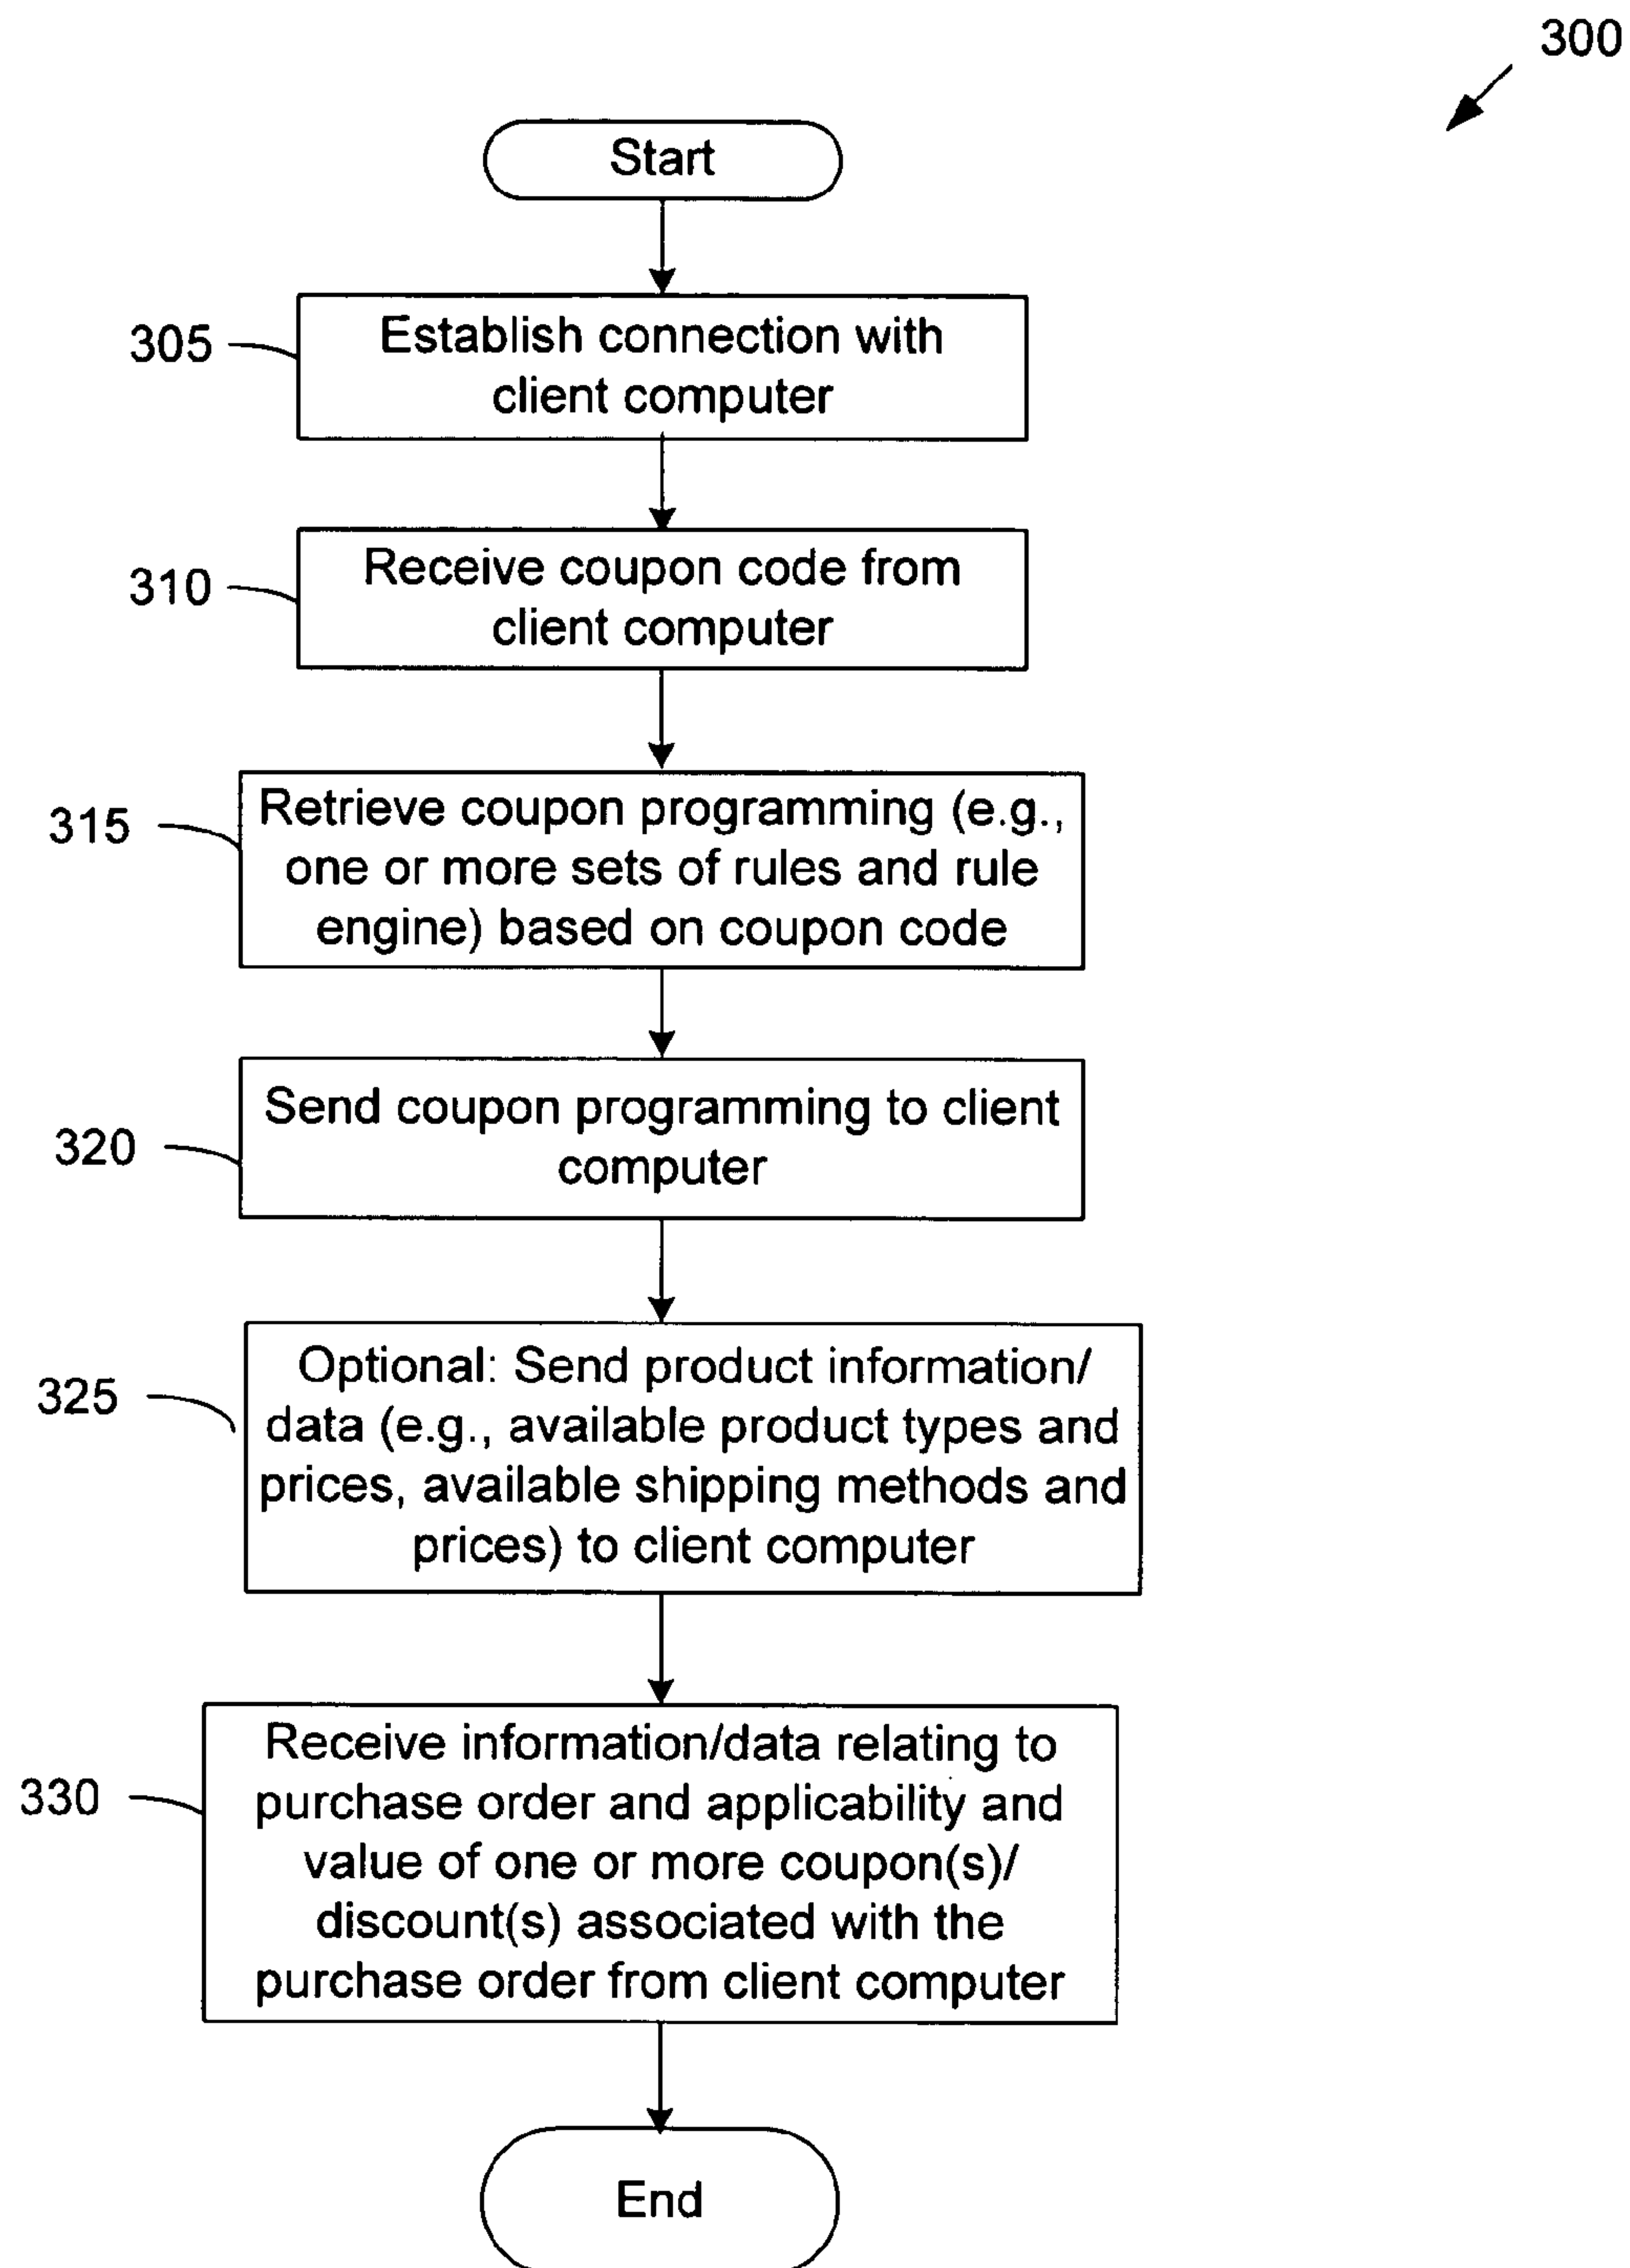 300
Start
305
Establish connection with
client computer
310
Receive coupon code from
client computer
315
Retrieve coupon programming (e.g.,
one or more sets of rules and rule
engine) based on coupon code
320
Send coupon programming to client
computer
325
Optional: Send product information/
data (e.g., available product types and
prices, available shipping methods and
prices) to client computer
330
Receive information/data relating to
purchase order and applicability and
value of one or more coupon(s)/
discount(s) associated with the
purchase order from client computer
End